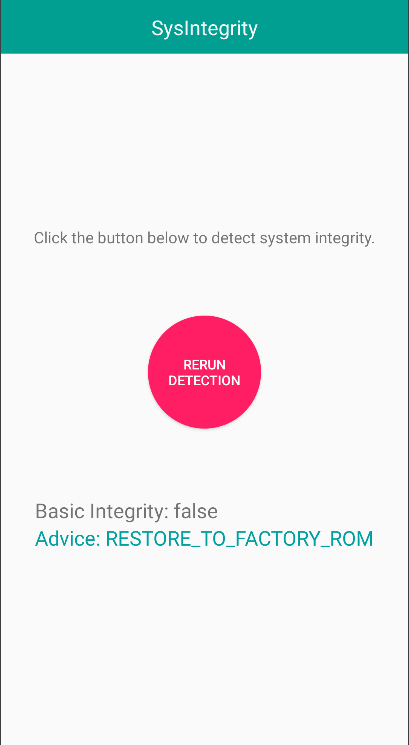 SysIntegrity
Click the button below to detect system integrity.
RERUN
DETECTION
Basic Integrity: false
Advice: RESTORE_TO_FACTORY_ROM